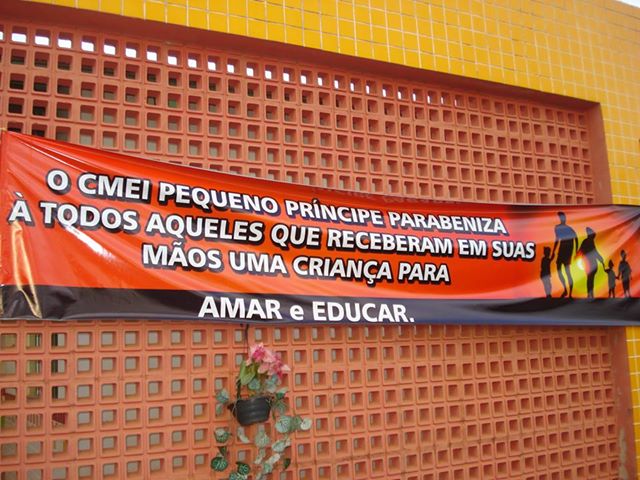 O CMEI PEQUENO PRÍNCIPE PARABENIZA
À TODOS AQUELES QUE RECEBERAM EM SUAS
MÃOS UMA CRIANÇA PARA
AMAR e EDUCAR.